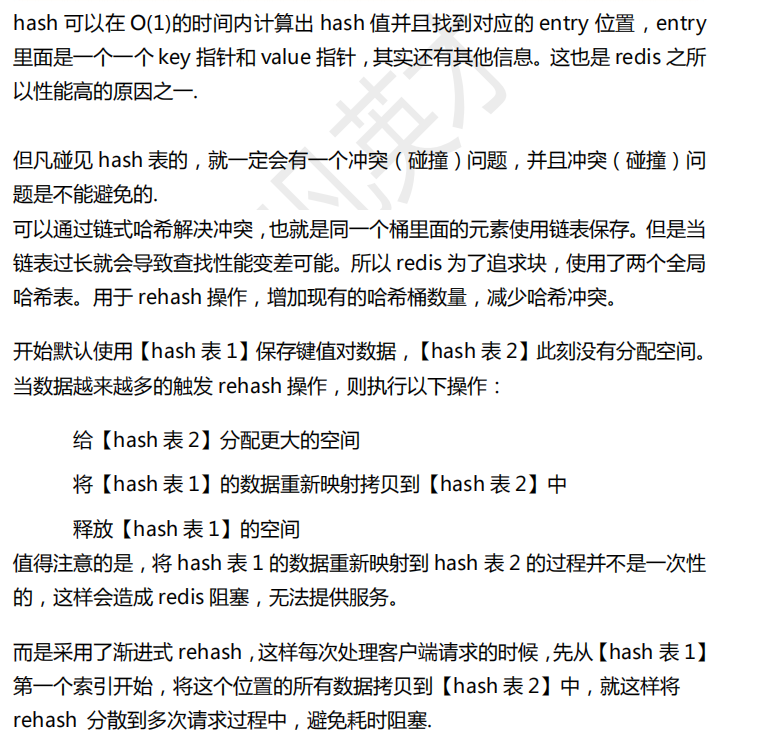 hash 可以在 O(1)的时间内计算出 hash 值并且找到对应的 entry 位置，entry
里面是一个一个 key 指针和 value 指针，其实还有其他信息。这也是 redis 之所
以性能高的原因之一.
但凡碰见 hash 表的，就一定会有一个冲突（碰撞）问题，并且冲突（碰撞）问
题是不能避免的.
可以通过链式哈希解决冲突，也就是同一个桶里面的元素使用链表保存。但是当
链表过长就会导致查找性能变差可能。所以 redis 为了追求块，使用了两个全局
哈希表。用于 rehash 操作，增加现有的哈希桶数量，减少哈希冲突。
开始默认使用【hash 表 1】保存键值对数据，【hash 表 2】此刻没有分配空间。
当数据越来越多的触发 rehash 操作，则执行以下操作：
给【hash 表 2】分配更大的空间
将【hash 表 1】的数据重新映射拷贝到【hash 表 2】中
释放【hash 表 1】的空间
值得注意的是，将 hash 表 1 的数据重新映射到 hash 表 2 的过程并不是一次性
的，这样会造成 redis 阻塞，无法提供服务。
而是采用了渐进式 rehash，这样每次处理客户端请求的时候，先从【hash 表 1】
第一个索引开始，将这个位置的所有数据拷贝到【hash 表 2】中，就这样将
rehash 分散到多次请求过程中，避免耗时阻塞.